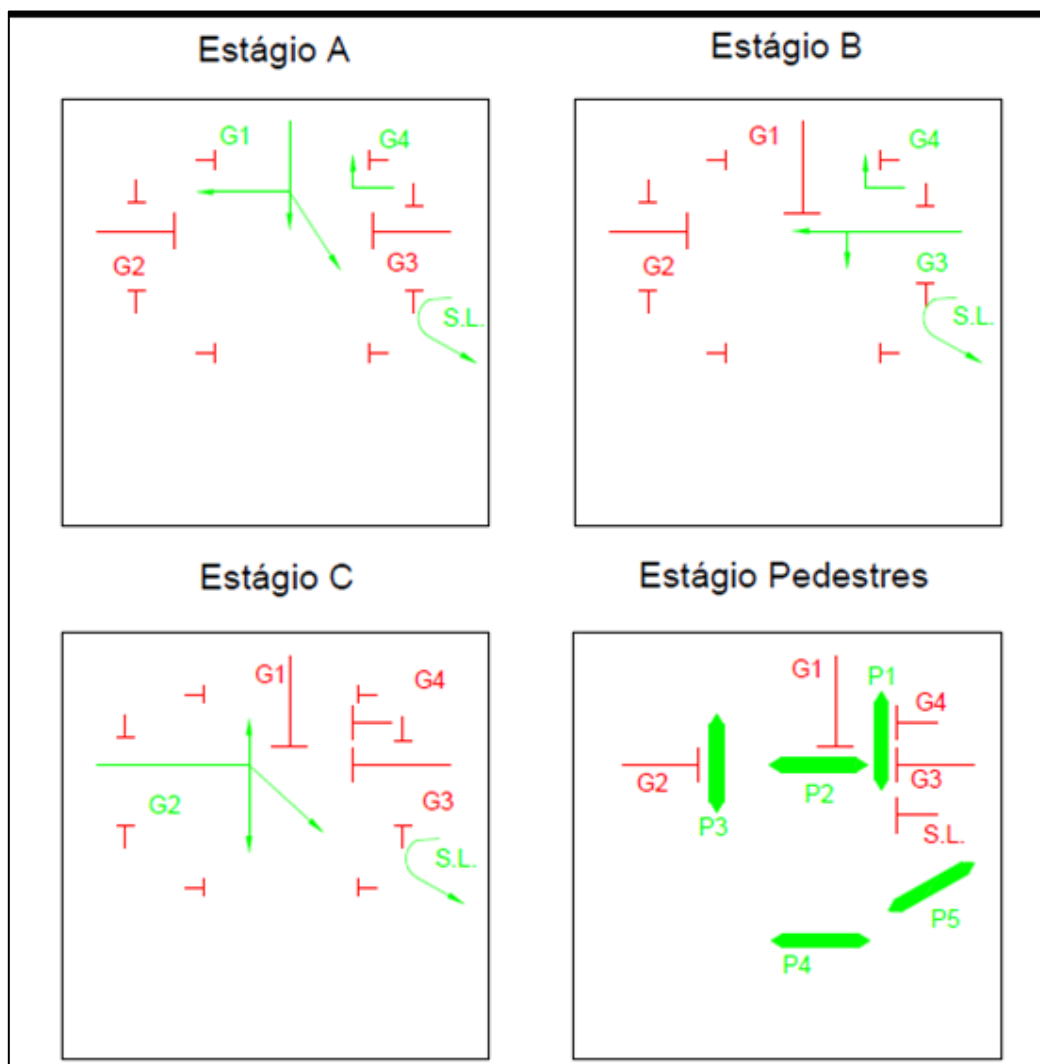 Estágio A
Estágio B
G1
G4
G2
G3
S.L.
G1
G4
G2
G3
S.L.
Estágio C
Estágio Pedestres
G1
G4
G2
G3
S.L.
G1
P1
G4
G2
P2
G3
P3
S.L.
P5
P4